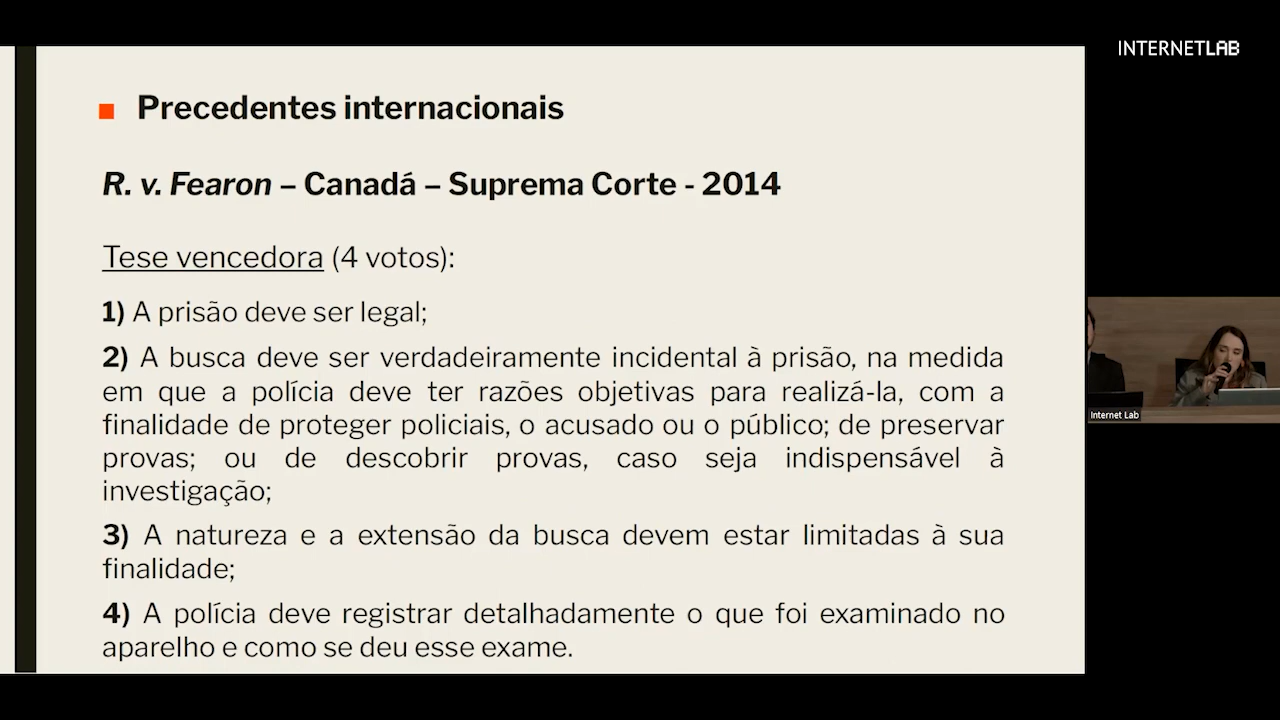 INTERNETLAB
■ Precedentes internacionais
R. v. Fearon – Canadá – Suprema Corte - 2014
Tese vencedora (4 votos):
1) A prisão deve ser legal;
2) A busca deve ser verdadeiramente incidental à prisão, na medida
em que a polícia deve ter razões objetivas para realizá-la, com a
finalidade de proteger policiais, o acusado ou o público; de preservar
provas; ou de descobrir provas, caso seja indispensável à
investigação;
3) A natureza e a extensão da busca devem estar limitadas à sua
finalidade;
4) A polícia deve registrar detalhadamente o que foi examinado no
aparelho e como se deu esse exame.
Internet Lab